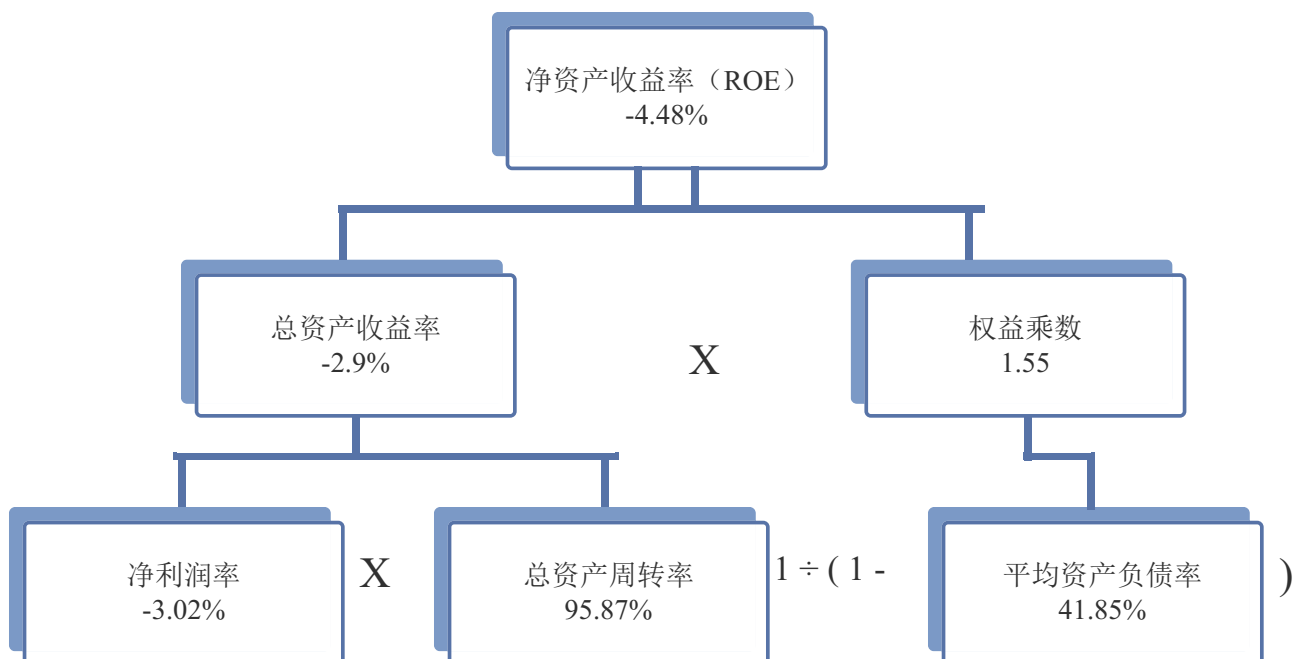 净资产收益率（ROE）
-4.48%
总资产收益率
-2.9%
X
权益乘数
1.55
净利润率
-3.02%
X
总资产周转率
95.87%
1 ÷ ( 1 -
平均资产负债率
41.85%
)